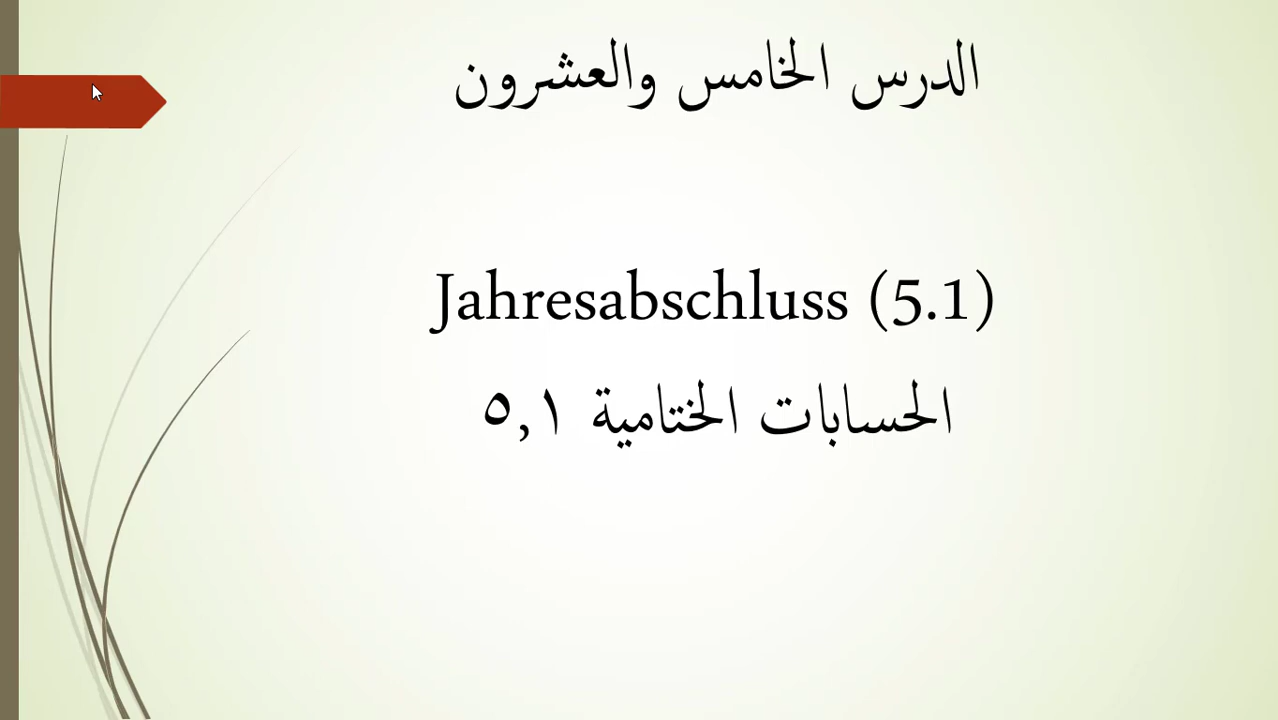 الدرس الخامس والعشرون
Jahresabschluss (5.1)
الحسابات الختامية ٥,١